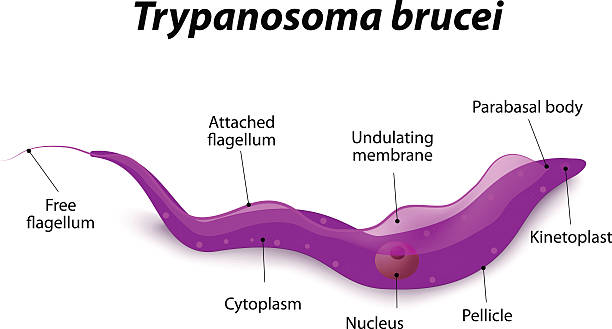 Trypanosoma brucei
Parabasal body
Attached
flagellum
Undulating
membrane
Free
flagellum
Kinetoplast
Cytoplasm
Nucleus
Pellicle